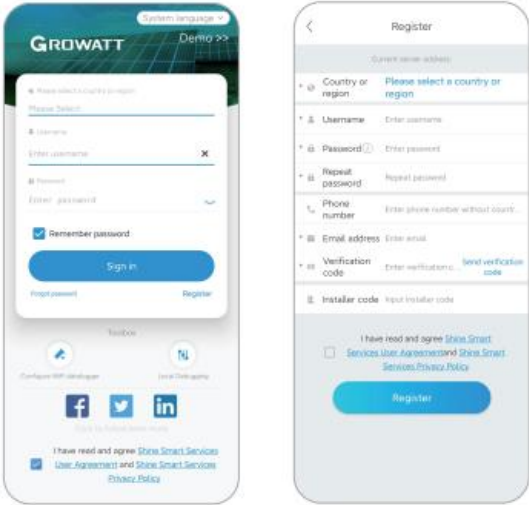 System language
GROWATT
Demo >>
Please select a country or region
Please Select
Username
Enter username
Password
Enter password
Remember password
Sign in
Forgot password
Register
Toolbox
Configure WiFi datalogger
Local Debugging
Click to follow
I have read and agree Shine Smart Services
User Agreement and Shine Smart Services
Privacy Policy
Register
Current server address:
* Country or
region
Please select a country or
region
* Username
Enter username
* Password
Enter password
* Repeat
password
Repeat password
Phone
number
Enter phone number without countr...
* Email address
Enter email
* Verification
code
Enter verification c...
Send verification
code
Installer code
Input installer code
I have read and agree Shine Smart
Services User Agreementand Shine Smart
Services Privacy Policy
Register